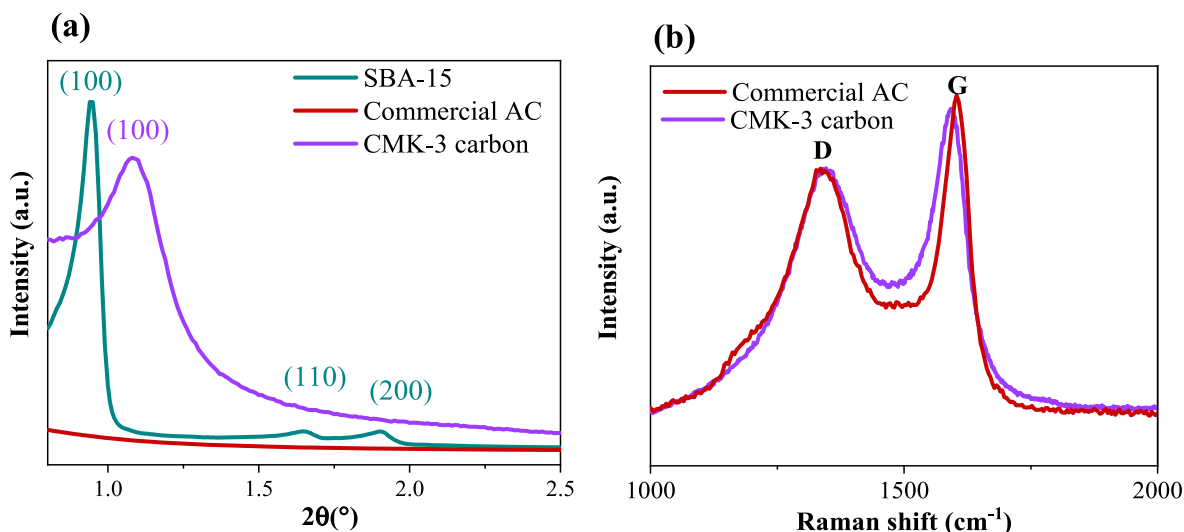 (a)
(100)
(100)
SBA-15
Commercial AC
CMK-3 carbon
(110)
(200)
Intensity (a.u.)
1.0 1.5 2.0 2.5
2θ(°)
(b)
Commercial AC
CMK-3 carbon
G
D
Intensity (a.u.)
1000 1500 2000
Raman shift (cm⁻¹)